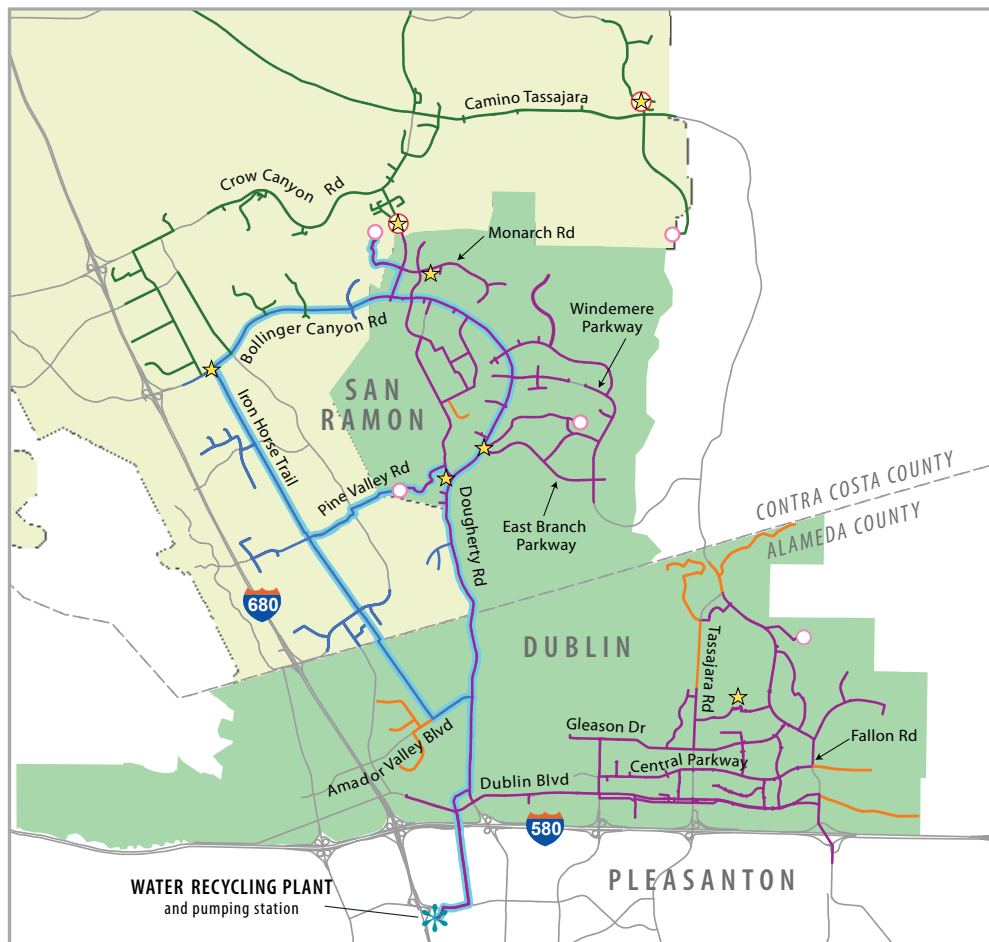 Camino Tassajara
Crow Canyon Rd
Monarch Rd
Windemere
Parkway
Bollinger Canyon Rd
SAN
RAMON
Iron Horse Trail
Pine Valley Rd
Dougherty Rd
East Branch
Parkway
CONTRA COSTA COUNTY
ALAMEDA COUNTY
680
DUBLIN
Tassajara Rd
Gleason Dr
Fallon Rd
Central Parkway
Amador Valley Blvd
Dublin Blvd
580
WATER RECYCLING PLANT
and pumping station
PLEASANTON